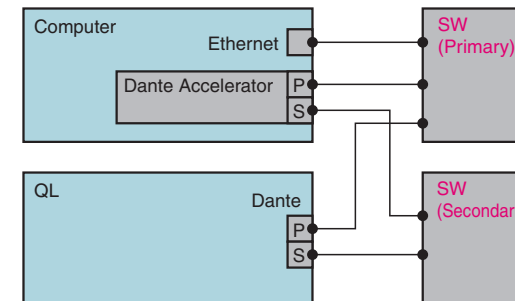 Computer
Ethernet
Dante Accelerator
P
S
SW
(Primary)
QL
Dante
P
S
SW
(Secondar